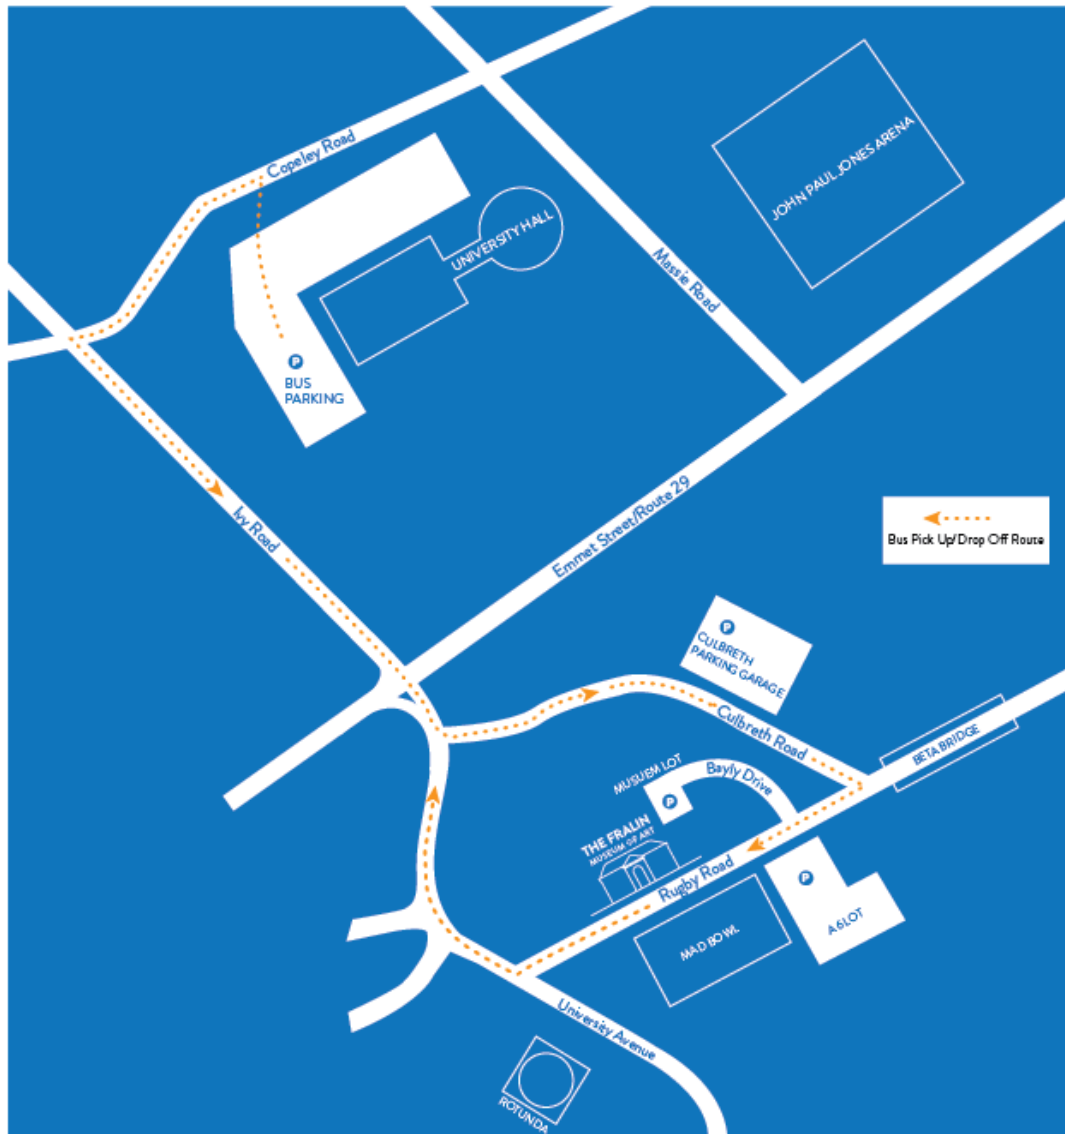 Copeley Road
JOHN PAUL JONES ARENA
UNIVERSITY HALL
Massie Road
P
BUS
PARKING
Ivy Road
Emmet Street/Route 29
Bus Pick Up/Drop Off Route
P
CULBRETH
PARKING GARAGE
Culbreth Road
BETA BRIDGE
MUSUEM LOT
Bayly Drive
P
THE FRALIN
MUSEUM OF ART
Rugby Road
P
A6 LOT
MAD BOWL
University Avenue
ROTUNDA